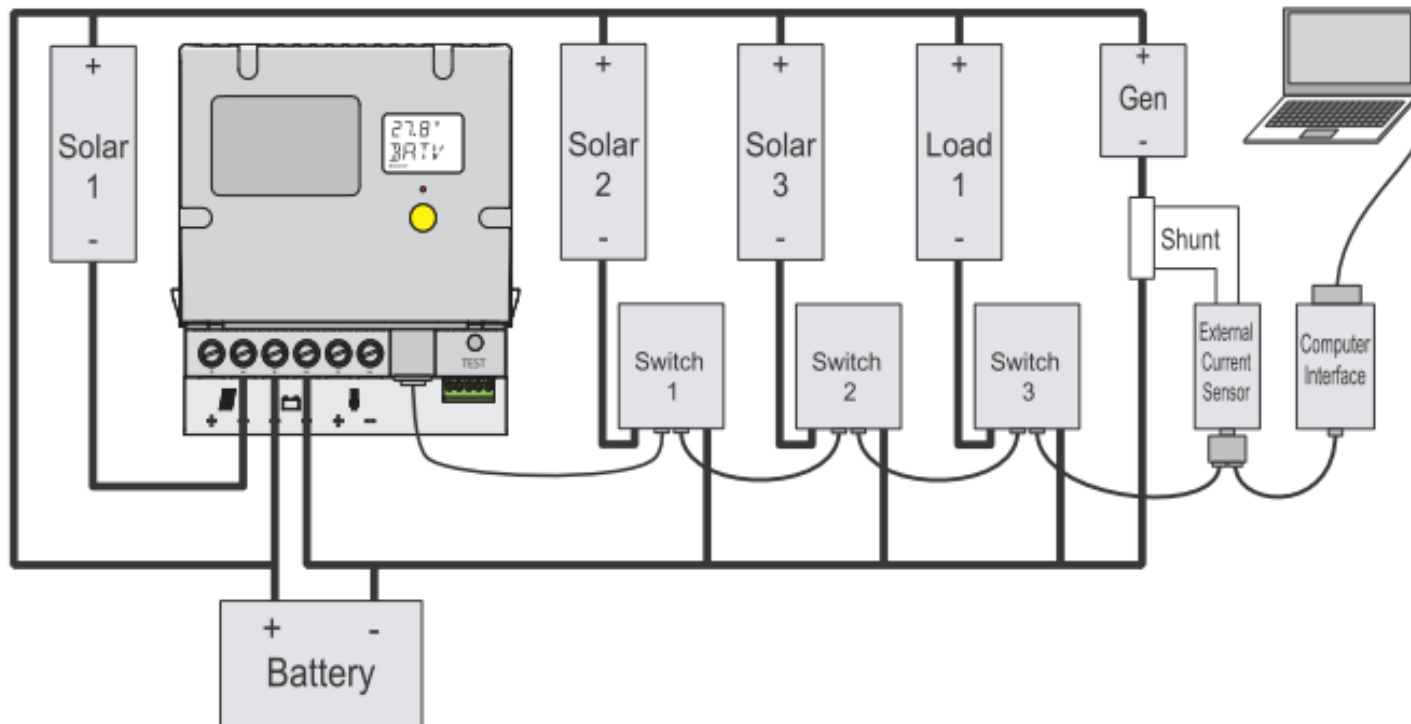 +
Solar
1
-
27.8"
BATV
+
Solar
2
-
+
Solar
3
-
+
Load
1
-
+
Gen
-
Shunt
TEST
+ - + - + -
Switch
1
Switch
2
Switch
3
External
Current
Sensor
Computer
Interface
+ -
Battery